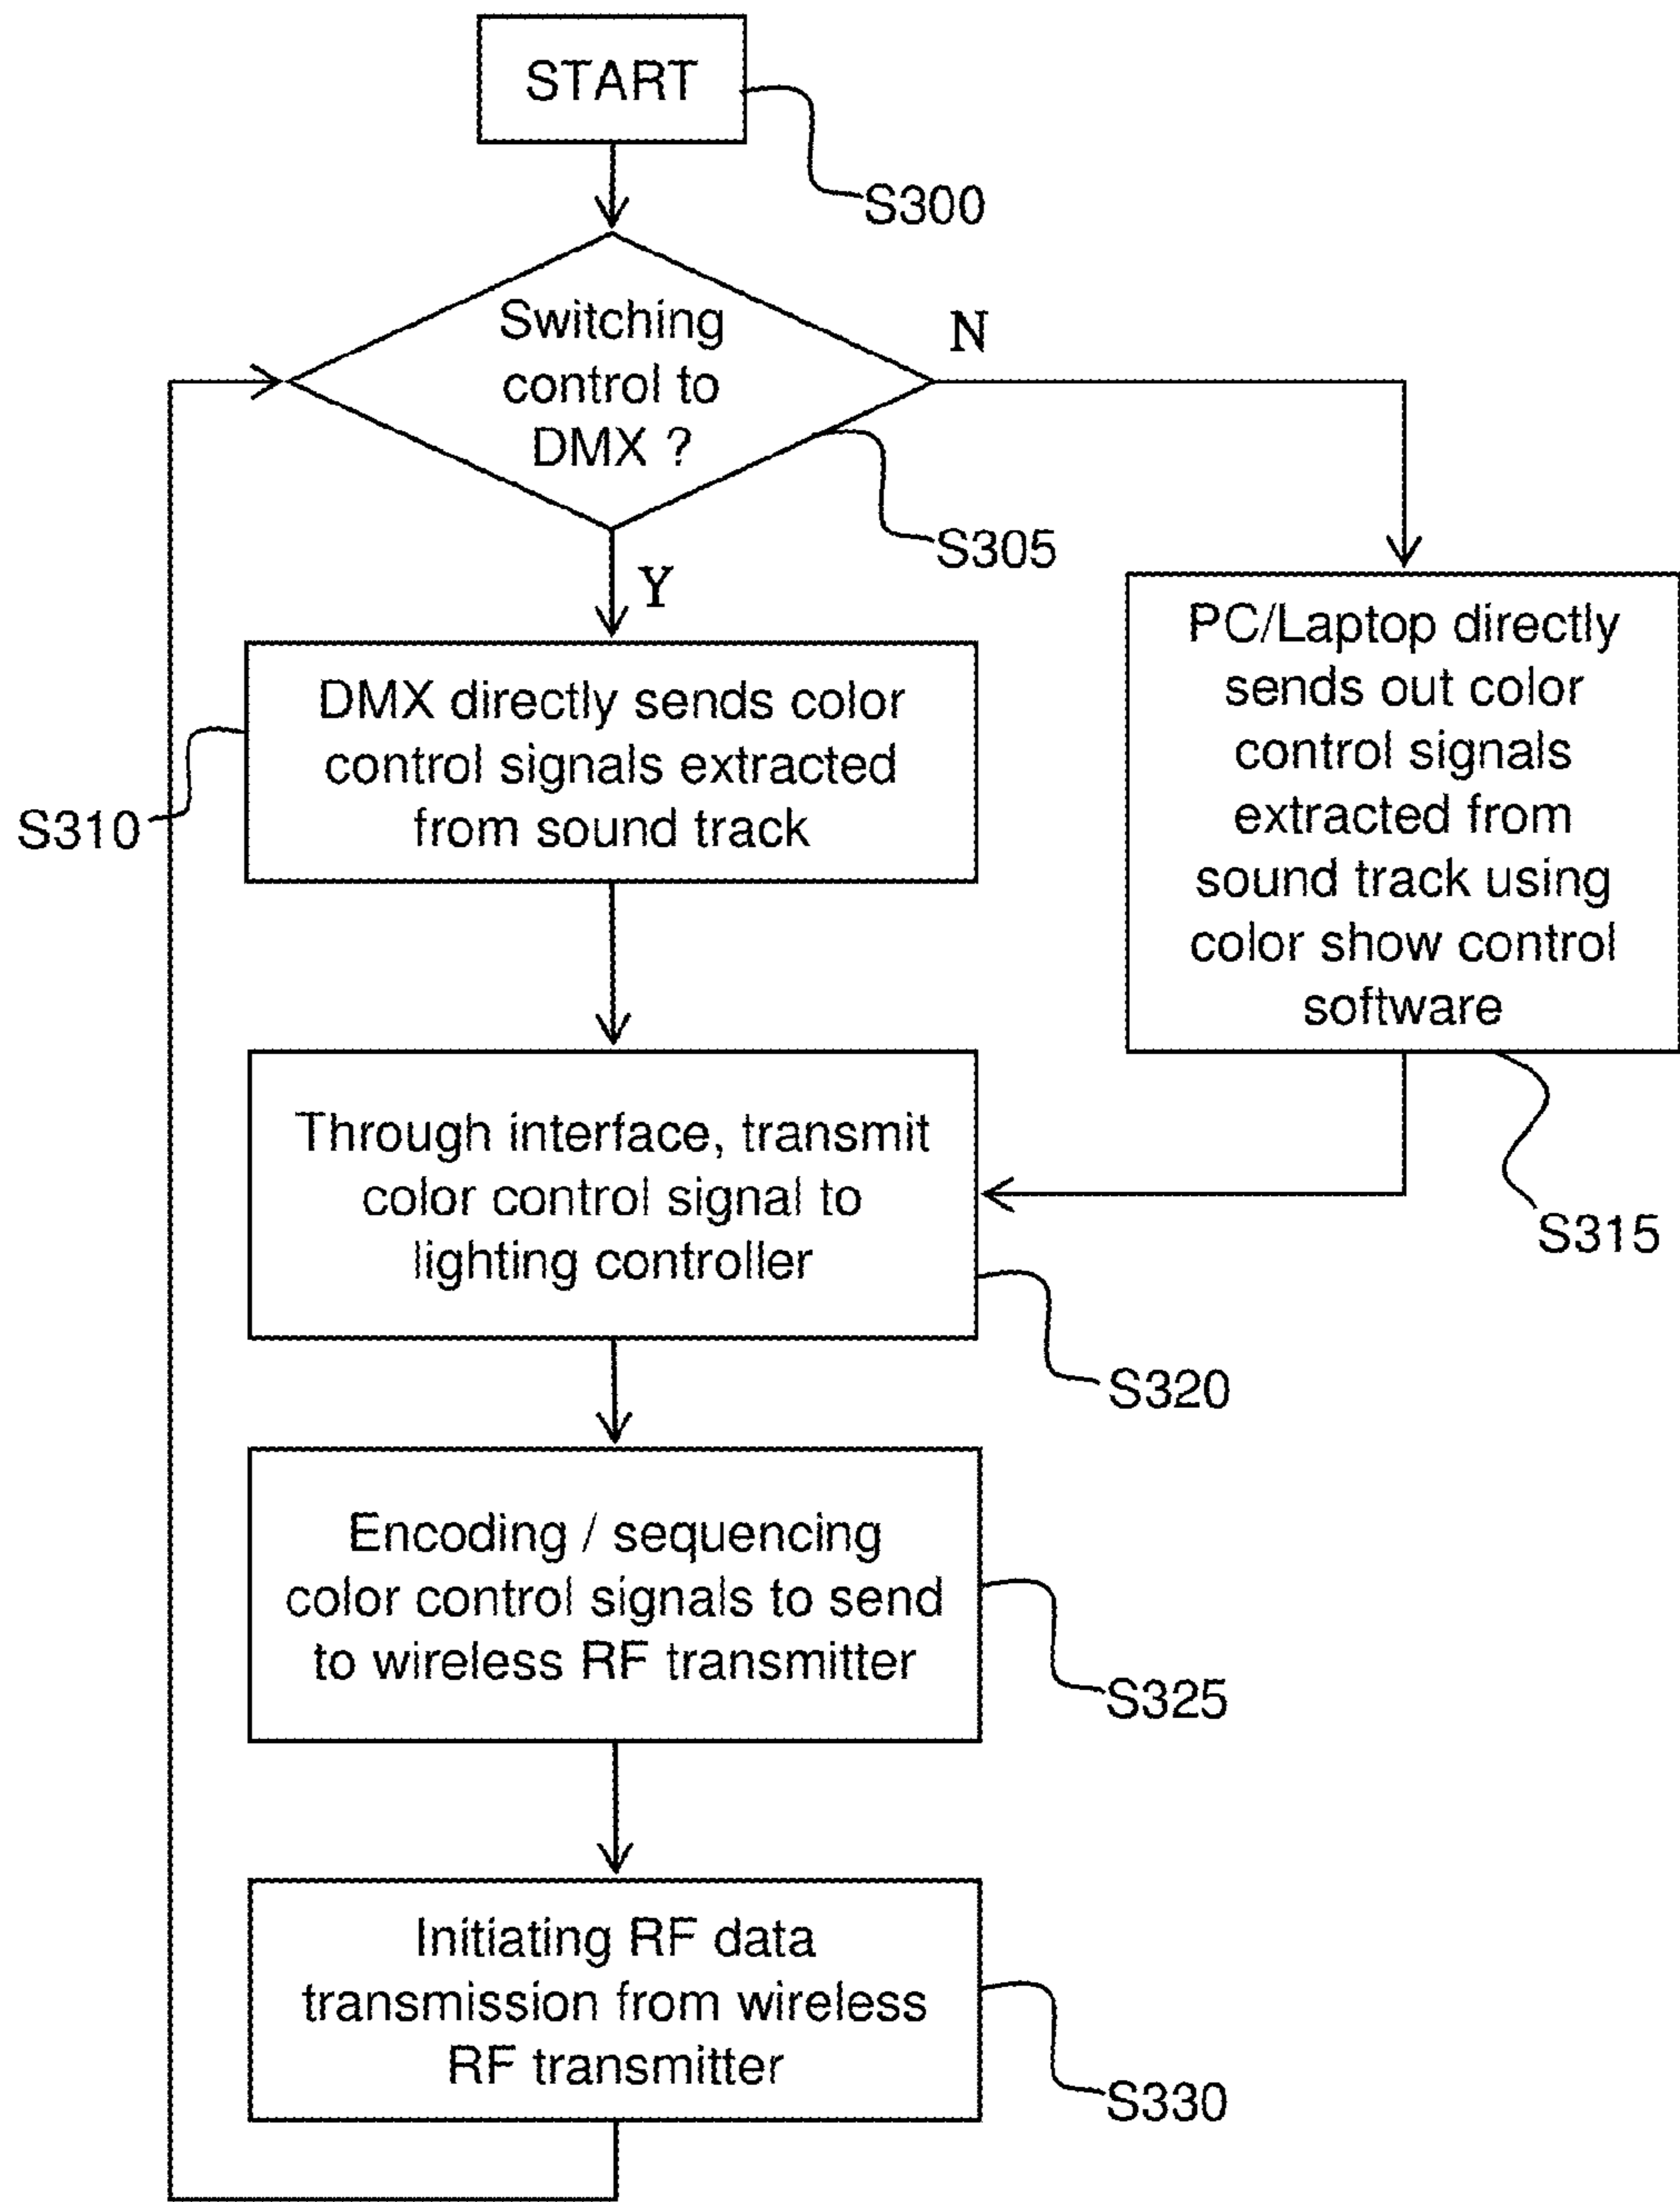 START
S300
Switching
control to
DMX ?
N
S305
Y
DMX directly sends color
control signals extracted
from sound track
S310
PC/Laptop directly
sends out color
control signals
extracted from
sound track using
color show control
software
S315
Through interface, transmit
color control signal to
lighting controller
S320
Encoding / sequencing
color control signals to send
to wireless RF transmitter
S325
Initiating RF data
transmission from wireless
RF transmitter
S330